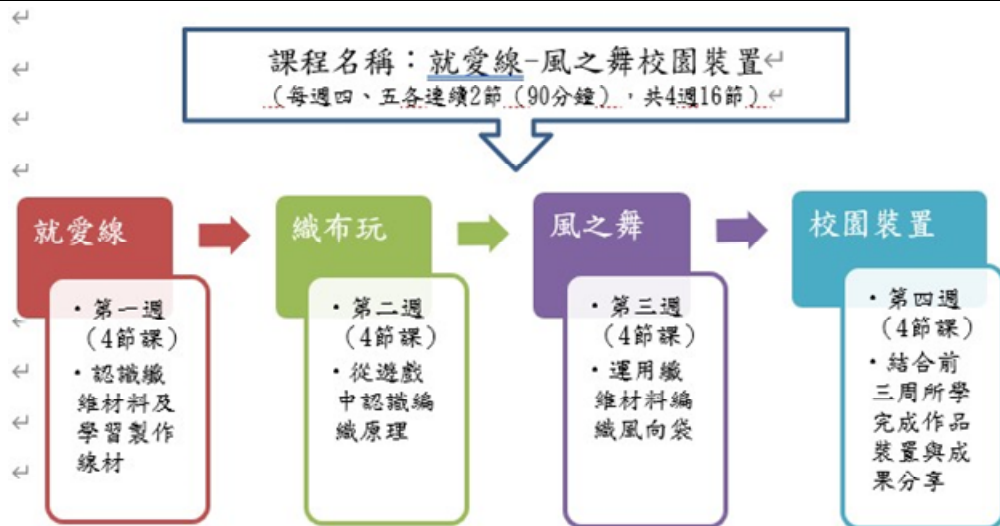 課程名稱：就愛線-風之舞校園裝置
（每週四、五各連續2節（90分鐘），共4週16節）
就愛線
・第一週
（4節課）
・認識纖
維材料及
學習製作
線材
織布玩
・第二週
（4節課）
・從遊戲
中認識編
織原理
風之舞
・第三週
（4節課）
・運用纖
維材料編
織風向袋
校園裝置
・第四週
（4節課）
・結合前
三周所學
完成作品
裝置與成
果分享